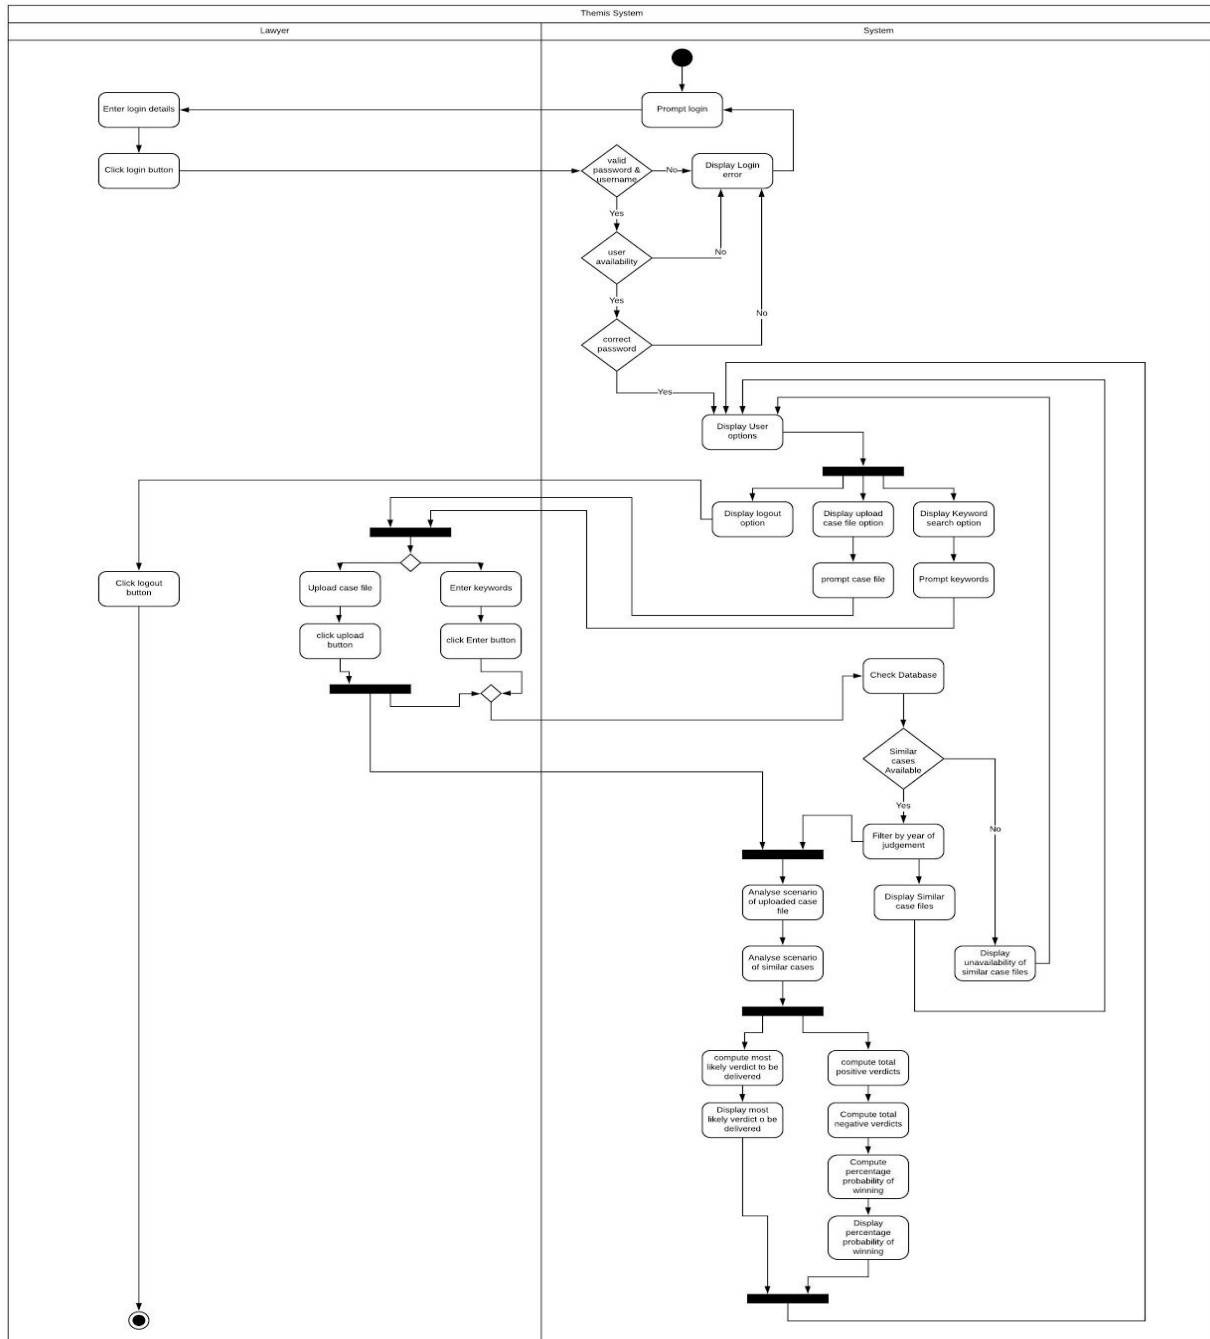 Themis System
Lawyer
System
Enter login details
Prompt login
Click login button
valid
password &
username
No
Display Login
error
Yes
user
availability
No
Yes
correct
password
No
Yes
Display User
options
Display logout
option
Display upload
case file option
Display Keyword
search option
Click logout
button
Upload case file
Enter keywords
prompt case file
Prompt keywords
click upload
button
click Enter button
Check Database
Similar
cases
Available
Yes
No
Filter by year of
judgement
Analyse scenario
of uploaded case
file
Display Similar
case files
Analyse scenario
of similar cases
Display
unavailability of
similar case files
compute most
likely verdict to be
delivered
compute total
positive verdicts
Display most
likely verdict o be
delivered
Compute total
negative verdicts
Compute
percentage
probability of
winning
Display
percentage
probability of
winning